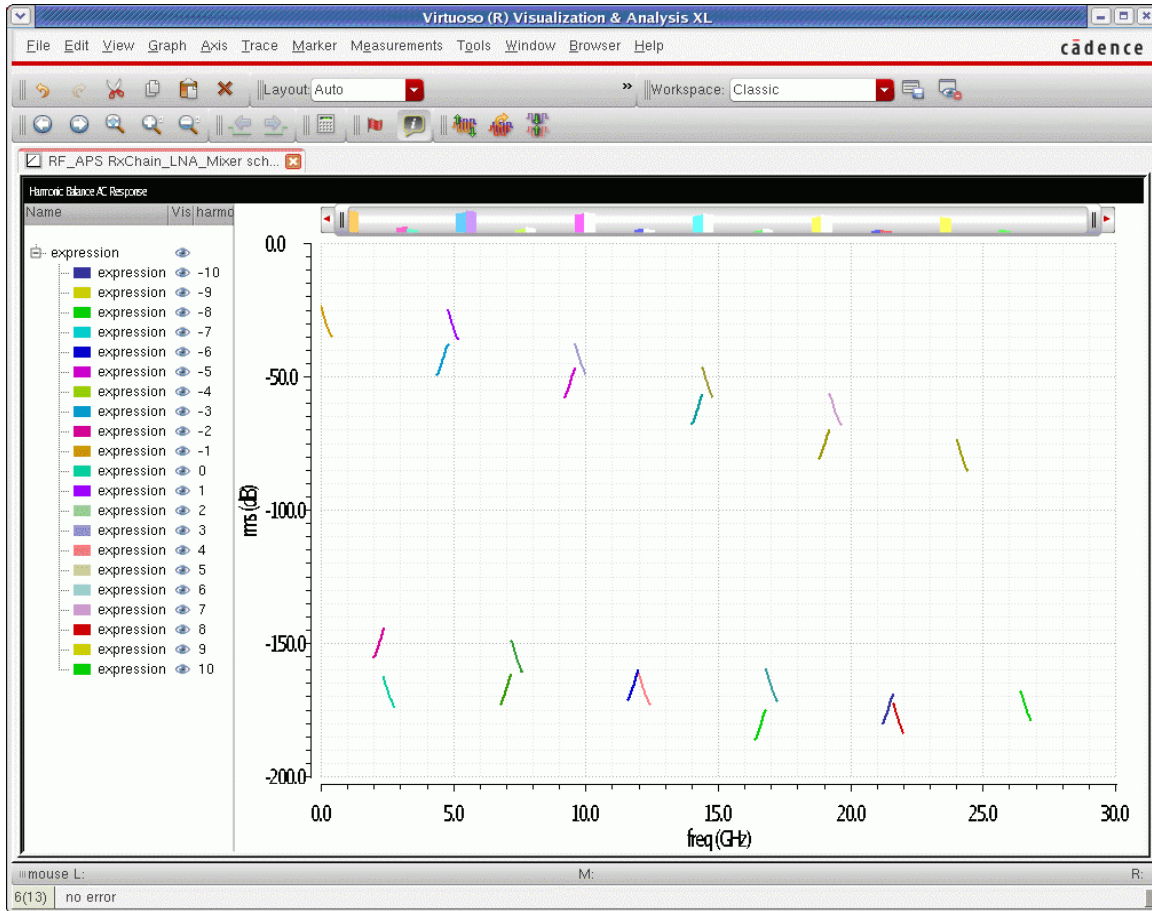 Virtuoso (R) Visualization & Analysis XL
File Edit View Graph Axis Trace Marker Measurements Tools Window Browser Help
cādence
Layout: Auto
» Workspace: Classic
RF_APS RxChain_LNA_Mixer sch...
Harmonic Balance AC Response
Name Vis harmo
expression
expression -10
expression -9
expression -8
expression -7
expression -6
expression -5
expression -4
expression -3
expression -2
expression -1
expression 0
expression 1
expression 2
expression 3
expression 4
expression 5
expression 6
expression 7
expression 8
expression 9
expression 10
0.0
-50.0
-100.0
-150.0
-200.0
rms (dB)
0.0 5.0 10.0 15.0 20.0 25.0 30.0
freq (GHz)
mouse L: M: R:
6(13) no error